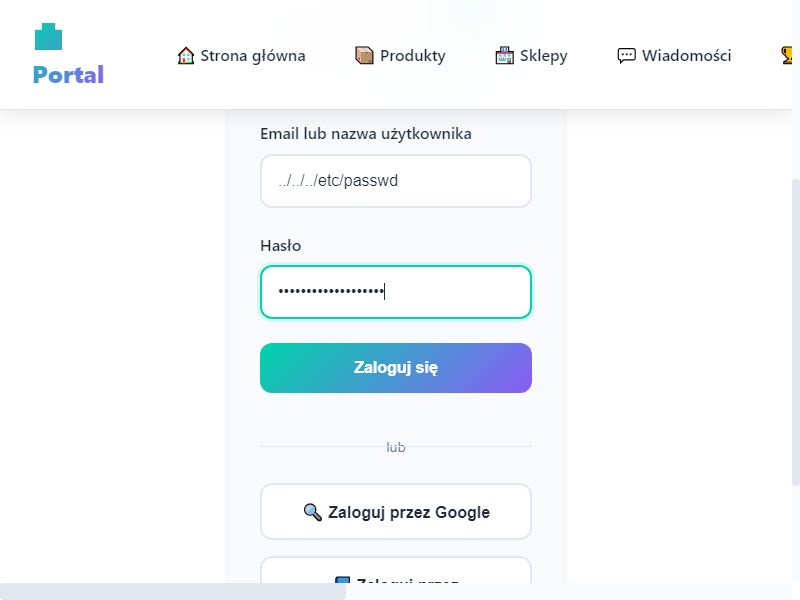 Portal
Strona główna
Produkty
Sklepy
Wiadomości
Email lub nazwa użytkownika
../../../etc/passwd
Hasło
•••••••••••••••••••
Zaloguj się
lub
Zaloguj przez Google
Zaloguj przez